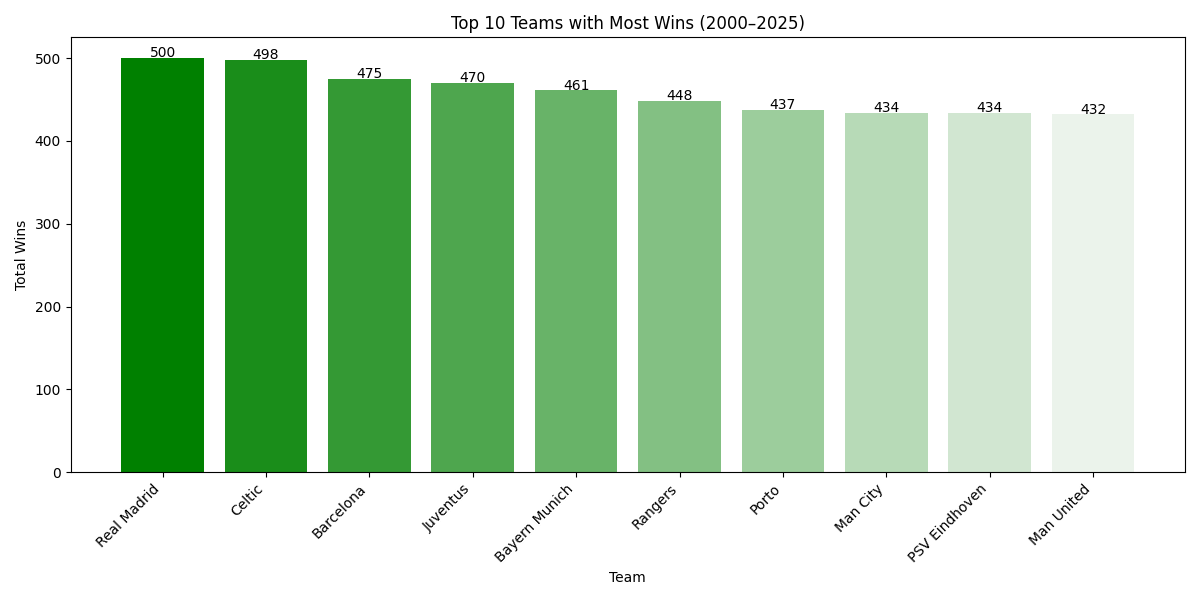 Top 10 Teams with Most Wins (2000–2025)
Total Wins
500
400
300
200
100
0
500
498
475
470
461
448
437
434
434
432
Real Madrid
Celtic
Barcelona
Juventus
Bayern Munich
Rangers
Porto
Man City
PSV Eindhoven
Man United
Team